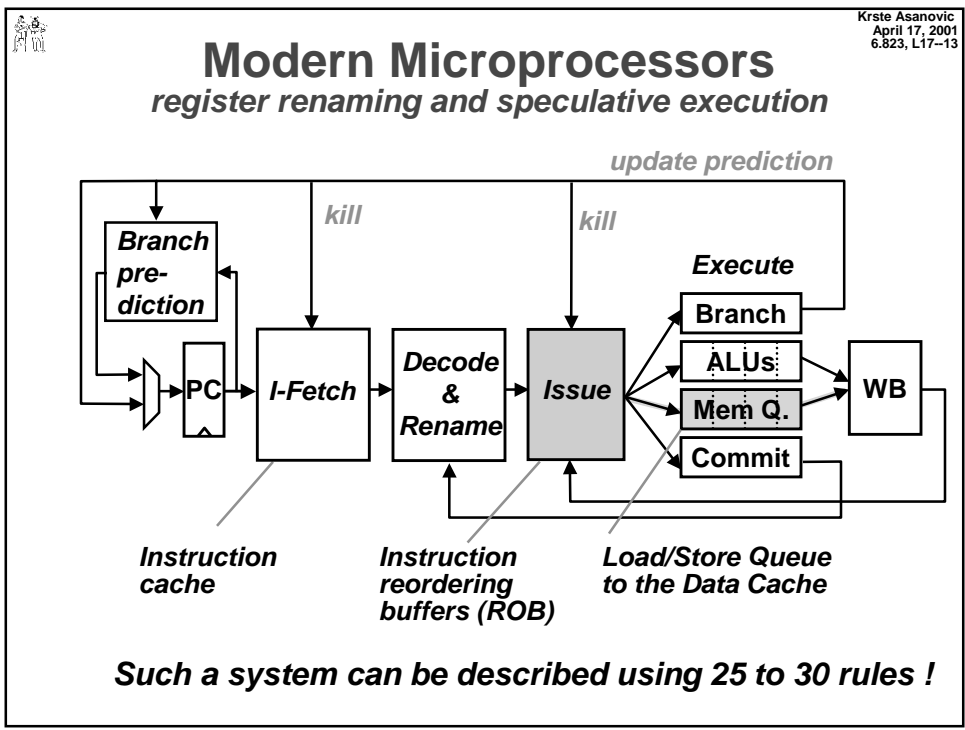 Krste Asanovic
April 17, 2001
6.823, L17--13
Modern Microprocessors
register renaming and speculative execution
update prediction
kill
kill
Branch
pre-
diction
Execute
Branch
ALUs
Mem Q.
Commit
PC
I-Fetch
Decode
&
Rename
Issue
WB
Instruction
cache
Instruction
reordering
buffers (ROB)
Load/Store Queue
to the Data Cache
Such a system can be described using 25 to 30 rules !